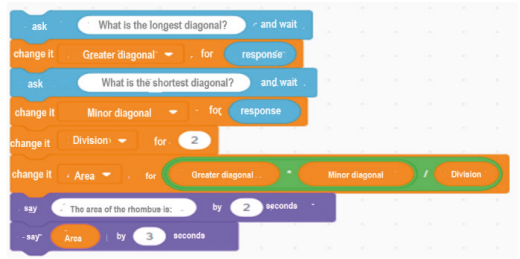 ask What is the longest diagonal? and wait
change it Greater diagonal for response
ask What is the shortest diagonal? and wait
change it Minor diagonal for response
change it Division for 2
change it Area for Greater diagonal * Minor diagonal / Division
say The area of the rhombus is: by 2 seconds
say Area by 3 seconds